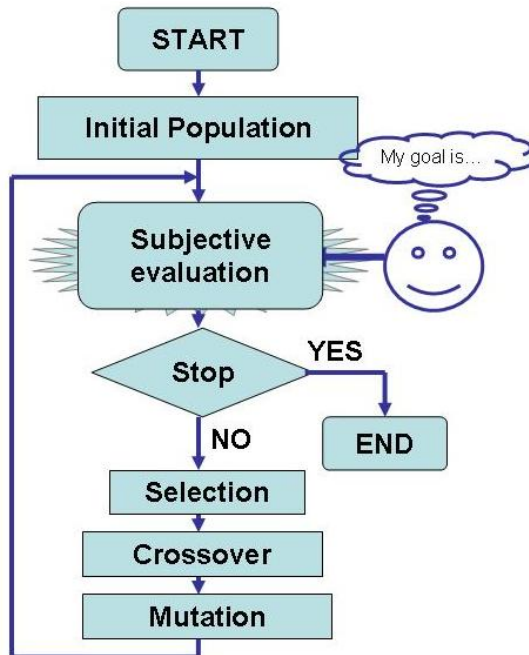 START
Initial Population
My goal is...
Subjective
evaluation
YES
Stop
NO
END
Selection
Crossover
Mutation